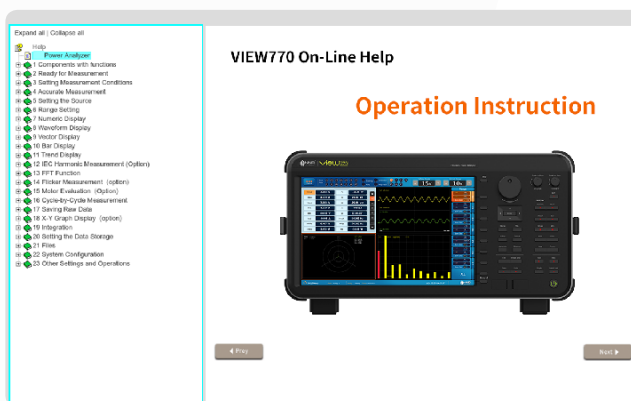 Expand all | Collapse all
Help
Power Analyzer
1 Components with functions
2 Ready for Measurement
3 Setting Measurement Conditions
4 Accurate Measurement
5 Setting the Source
6 Range Setting
7 Numeric Display
8 Waveform Display
9 Vector Display
10 Bar Display
11 Trend Display
12 IEC Harmonic Measurement (Option)
13 FFT Function
14 Flicker Measurement (option)
15 Motor Evaluation (Option)
16 Cycle-by-Cycle Measurement
17 Saving Raw Data
18 X-Y Graph Display (option)
19 Integration
20 Setting the Data Storage
21 Files
22 System Configuration
23 Other Settings and Operations
VIEW770 On-Line Help
Operation Instruction
Prev
Next